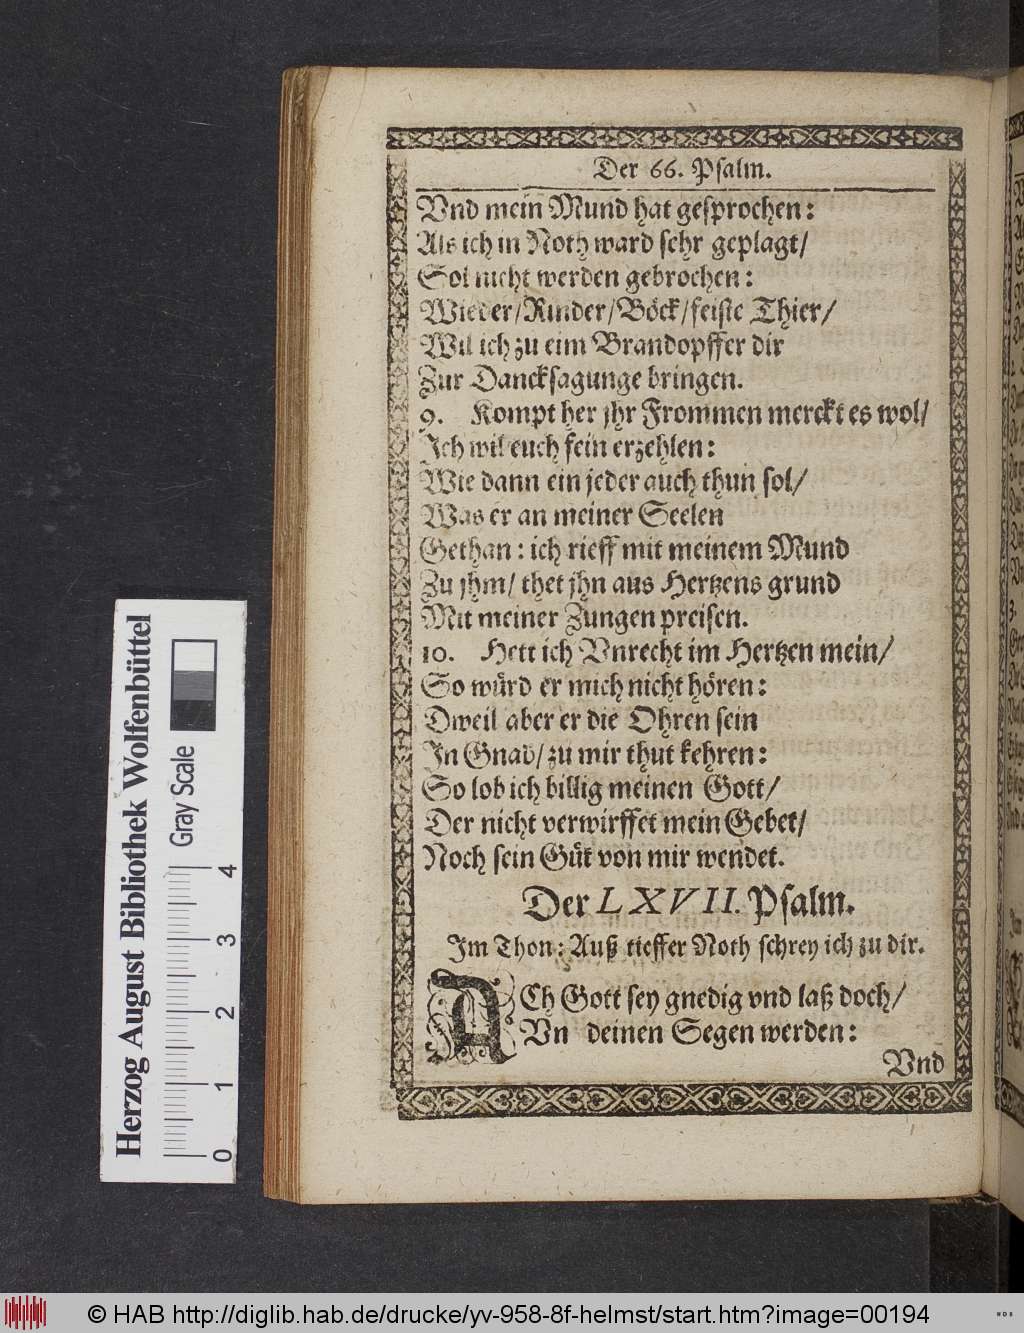 Der 66. Psalm.
Vnd mein Mund hat gesprochen:
Als ich in Noth ward sehr geplagt/
Sol nicht werden gebrochen:
Wieder/Rinder/Böck/feiste Thier/
Wil ich zu eim Brandopffer dir
Zur Dancksagunge bringen.
9. Kompt her jhr Frommen merckt es wol/
Ich wil euch fein erzehlen:
Wie dann ein jeder auch thun sol/
Was er an meiner Seelen
Gethan: ich rieff mit meinem Mund
Zu jhm/ thet jhn aus Hertzens grund
Mit meiner Zungen preisen.
10. Hett ich Vnrecht im Hertzen mein/
So würd er mich nicht hören:
Dweil aber er die Ohren sein
In Gnad/ zu mir thut kehren:
So lob ich billig meinen Gott/
Der nicht verwirffet mein Gebet/
Noch sein Güt von mir wendet.
Der LXVII. Psalm.
Im Thon: Auß tieffer Noth schrey ich zu dir.
ACh Gott sey gnedig vnd laß doch/
Vn deinen Segen werden:
Vnd
Herzog August Bibliothek Wolfenbüttel
Gray Scale
0 1 2 3 4
© HAB http://diglib.hab.de/drucke/yv-958-8f-helmst/start.htm?image=00194